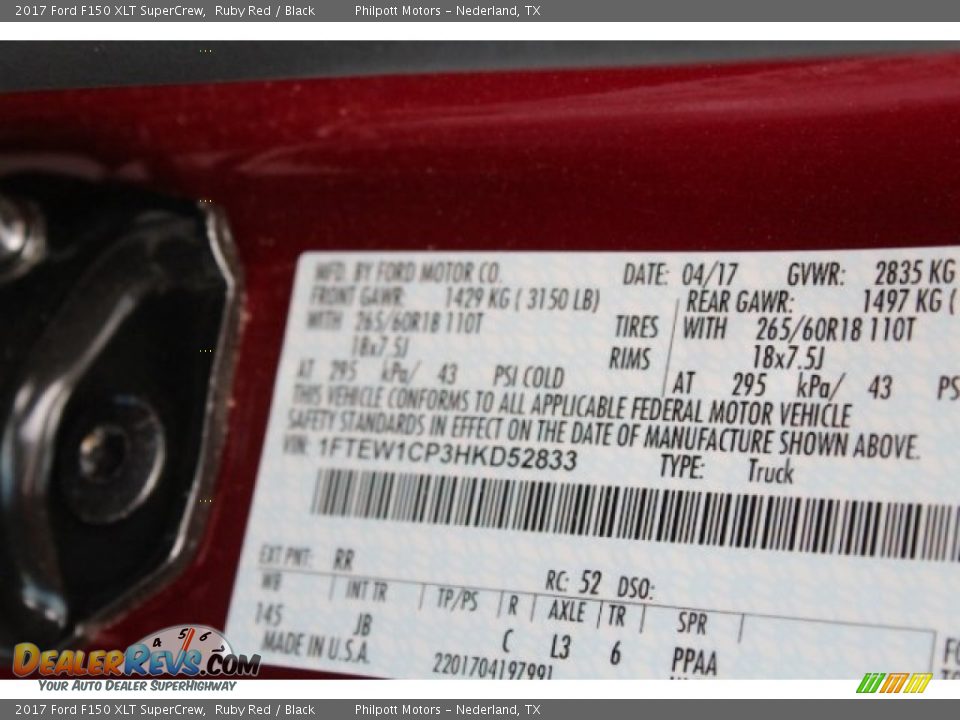 2017 Ford F150 XLT SuperCrew, Ruby Red / Black Philpott Motors - Nederland, TX
MFD. BY FORD MOTOR CO. DATE: 04/17 GVWR: 2835 KG
FRONT GAWR: 1429 KG ( 3150 LB) REAR GAWR: 1497 KG (
WITH 265/60R18 110T TIRES WITH 265/60R18 110T
18x7.5J RIMS 18x7.5J
AT 295 kPa/ 43 PSI COLD AT 295 kPa/ 43 PS
THIS VEHICLE CONFORMS TO ALL APPLICABLE FEDERAL MOTOR VEHICLE
SAFETY STANDARDS IN EFFECT ON THE DATE OF MANUFACTURE SHOWN ABOVE.
VIN: 1FTEW1CP3HKD52833 TYPE: Truck
EXT PNT: RR RC: 52 DSO:
WB INT TR TP/PS R AXLE TR SPR
145 JB C L3 6 PPAA
MADE IN U.S.A. 2201704197991
4 5 6
DEALERREVS.COM
YOUR AUTO DEALER SUPERHIGHWAY
2017 Ford F150 XLT SuperCrew, Ruby Red / Black Philpott Motors - Nederland, TX